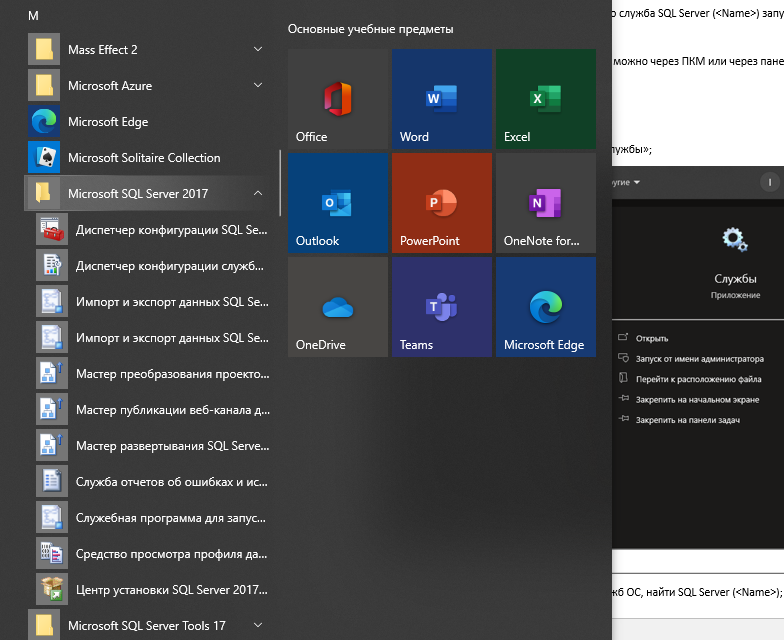 М
Mass Effect 2
Microsoft Azure
Microsoft Edge
Microsoft Solitaire Collection
Microsoft SQL Server 2017
Диспетчер конфигурации SQL Se...
Диспетчер конфигурации служб...
Импорт и экспорт данных SQL Se...
Импорт и экспорт данных SQL Se...
Мастер преобразования проекто...
Мастер публикации веб-канала д...
Мастер развертывания SQL Serve...
Служба отчетов об ошибках и ис...
Служебная программа для запус...
Средство просмотра профиля да...
Центр установки SQL Server 2017...
Microsoft SQL Server Tools 17
Основные учебные предметы
Office
Word
Excel
Outlook
PowerPoint
OneNote for...
OneDrive
Teams
Microsoft Edge
о служба SQL Server (<Name>) запу
можно через ПКМ или через пане
лужбы»;
угие
I
Службы
Приложение
Открыть
Запуск от имени администратора
Перейти к расположению файла
Закрепить на начальном экране
Закрепить на панели задач
жб ОС, найти SQL Server (<Name>);